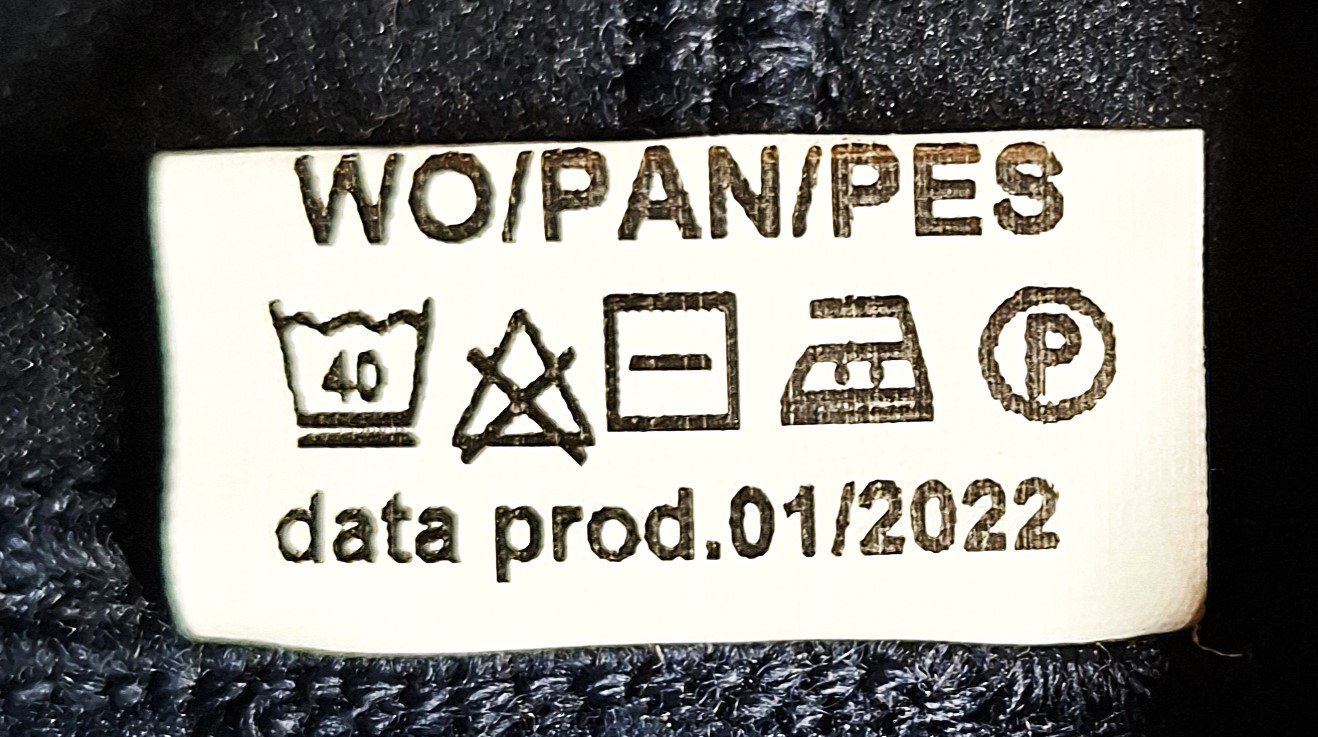 WO/PAN/PES
40 P
data prod.01/2022